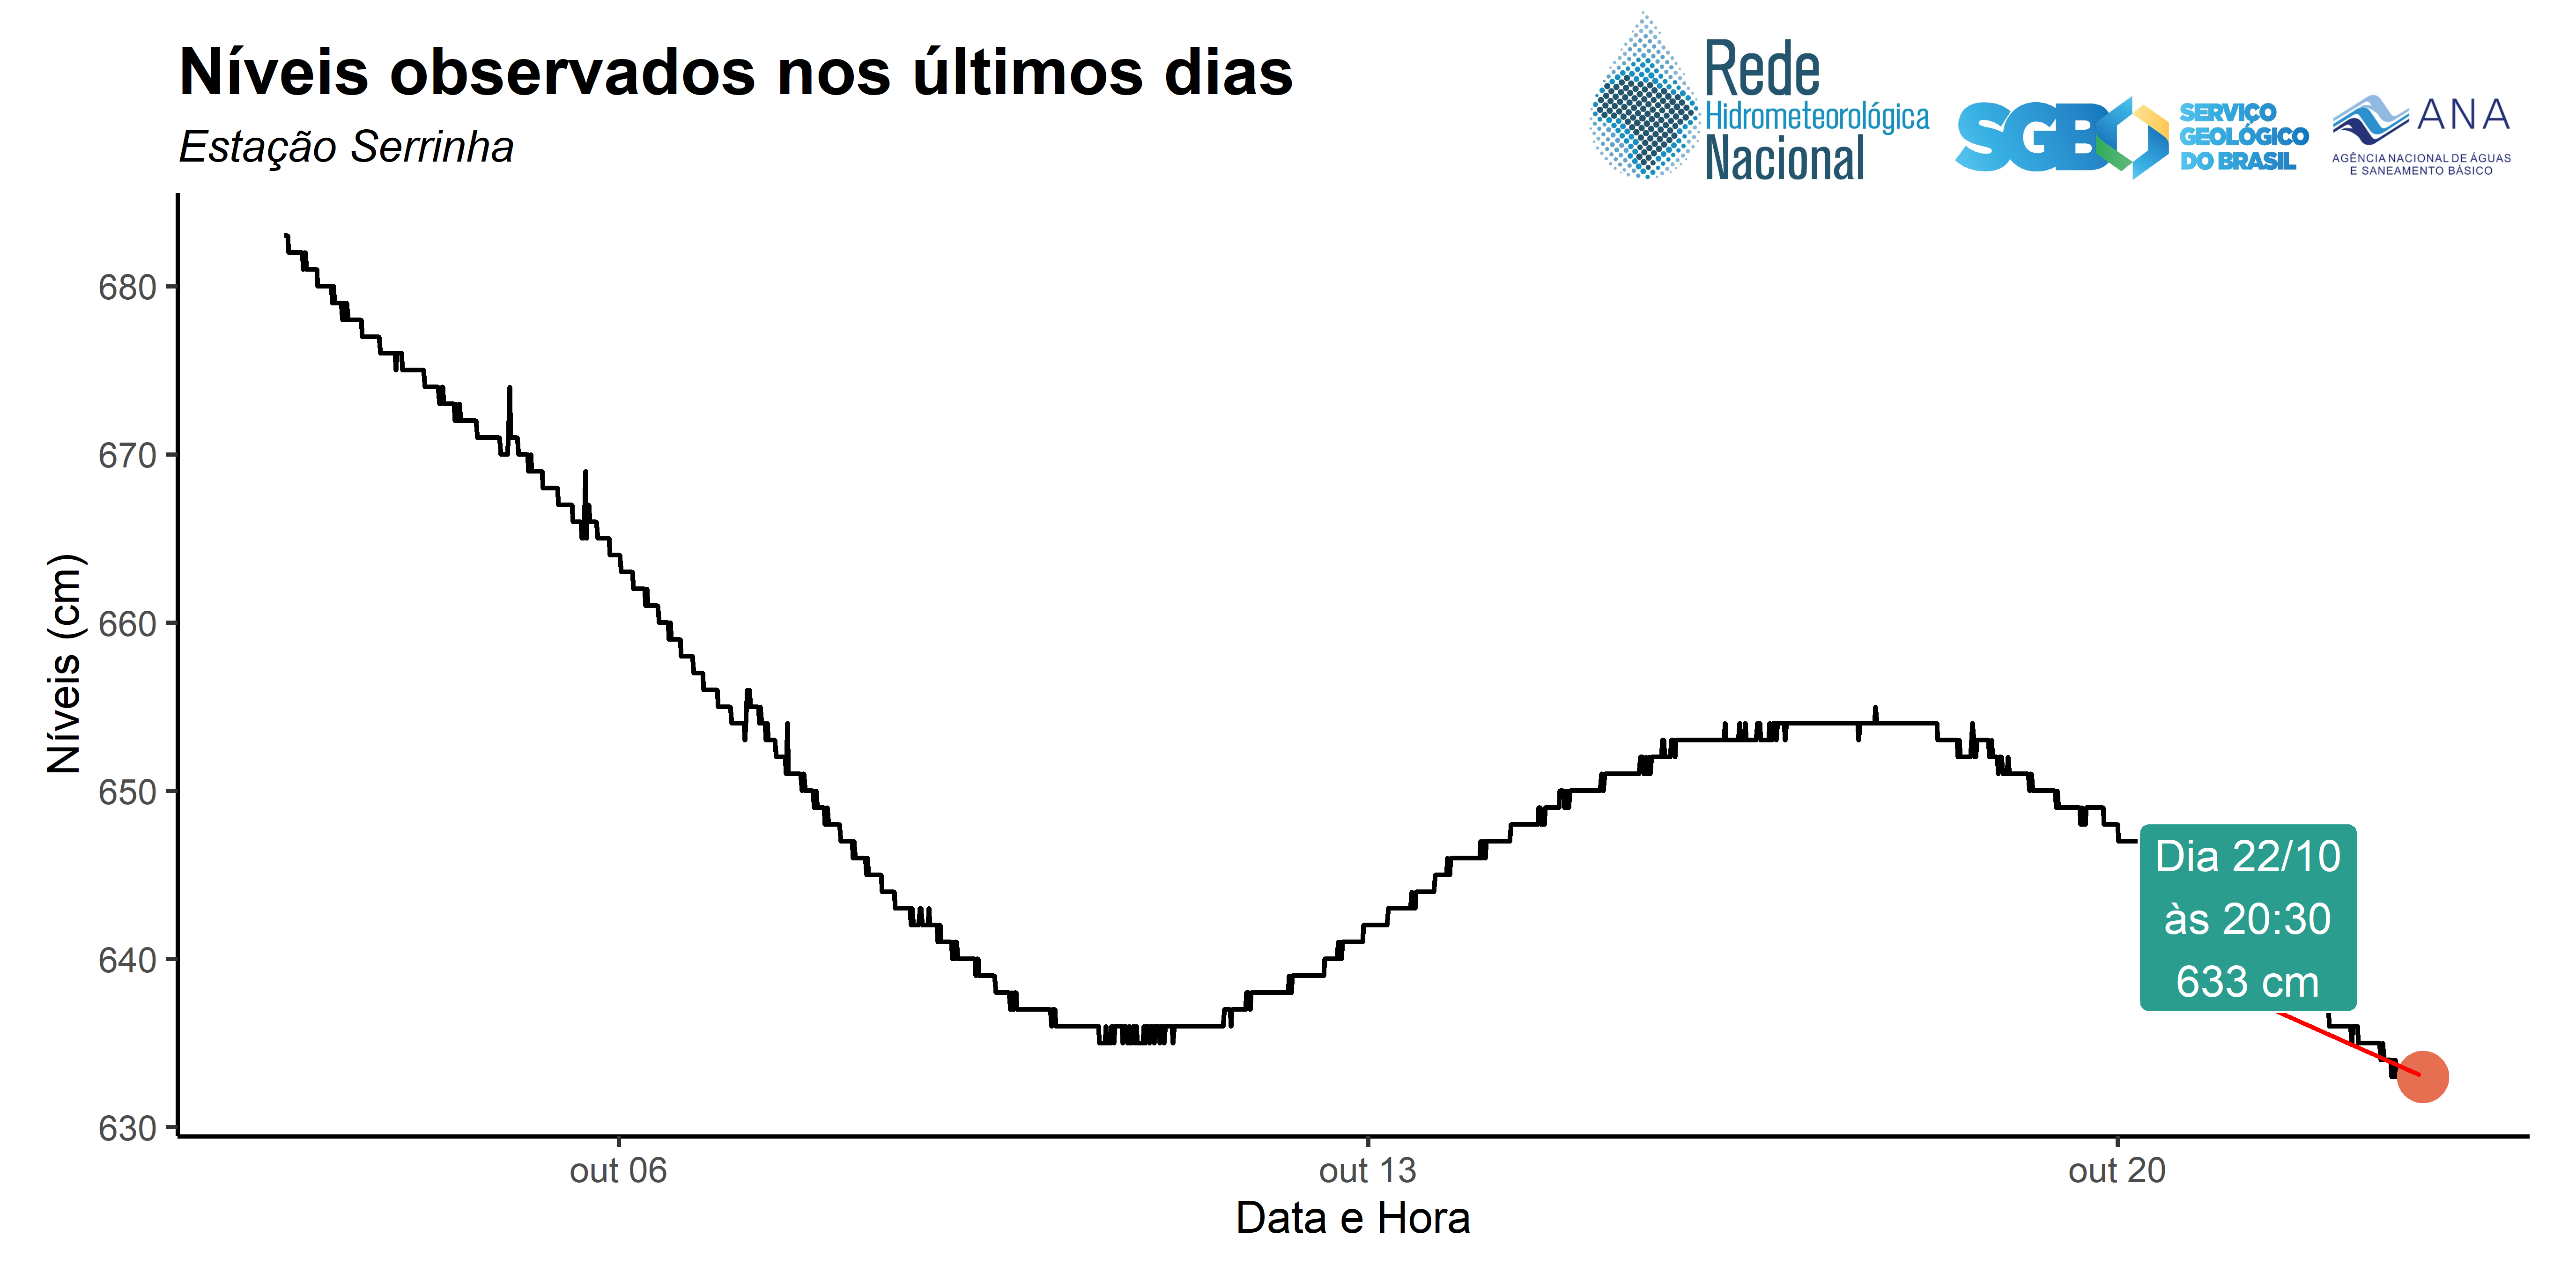 Níveis observados nos últimos dias
Estação Serrinha
Rede
Hidrometeorológica
Nacional
SGB
SERVIÇO
GEOLÓGICO
DO BRASIL
ANA
AGÊNCIA NACIONAL DE ÁGUAS
E SANEAMENTO BÁSICO
Níveis (cm)
680
670
660
650
640
630
Dia 22/10
às 20:30
633 cm
out 06
out 13
out 20
Data e Hora